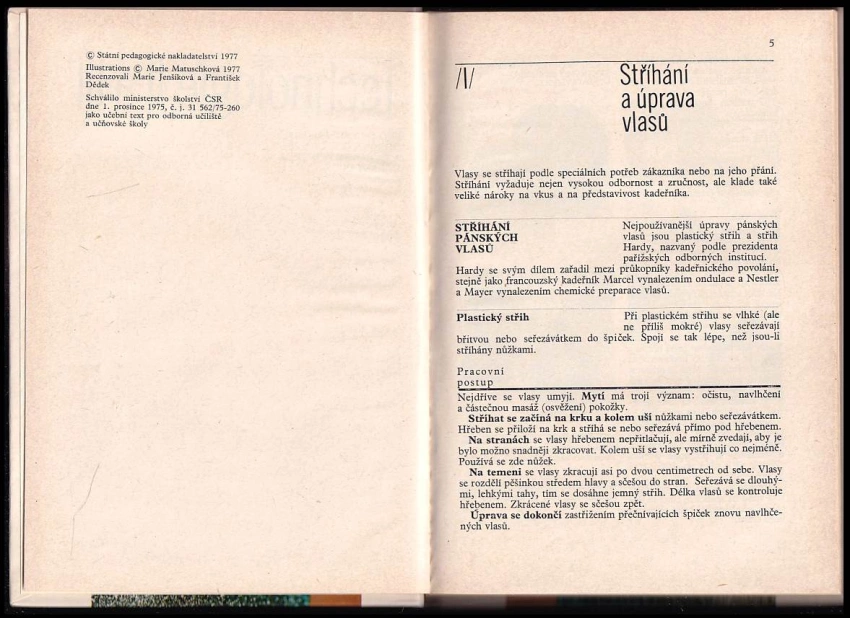 © Státní pedagogické nakladatelství 1977
Illustrations © Marie Matuschková 1977
Recenzovali Marie Jenšíková a František
Dědek
Schválilo ministerstvo školství ČSR
dne 1. prosince 1975, č. j. 31 562/75-260
jako učební text pro odborná učiliště
a učňovské školy
5
/I/
Stříhání
a úprava
vlasů
Vlasy se stříhají podle speciálních potřeb zákazníka nebo na jeho přání.
Stříhání vyžaduje nejen vysokou odbornost a zručnost, ale klade také
veliké nároky na vkus a na představivost kadeřníka.
STŘÍHÁNÍ
PÁNSKÝCH
VLASŮ
Nejpoužívanější úpravy pánských
vlasů jsou plastický střih a střih
Hardy, nazvaný podle prezidenta
pařížských odborných institucí.
Hardy se svým dílem zařadil mezi průkopníky kadeřnického povolání,
stejně jako francouzský kadeřník Marcel vynalezením ondulace a Nestler
a Mayer vynalezením chemické preparace vlasů.
Plastický střih
Při plastickém střihu se vlhké (ale
ne příliš mokré) vlasy seřezávají
břitvou nebo seřezávátkem do špiček. Spojí se tak lépe, než jsou-li
stříhány nůžkami.
Pracovní
postup
Nejdříve se vlasy umyjí. Mytí má trojí význam: očistu, navlhčení
a částečnou masáž (osvěžení) pokožky.
Stříhat se začíná na krku a kolem uší nůžkami nebo seřezávátkem.
Hřeben se přiloží na krk a stříhá se nebo seřezává přímo pod hřebenem.
Na stranách se vlasy hřebenem nepřitlačují, ale mírně zvedají, aby je
bylo možno snadněji zkracovat. Kolem uší se vlasy vystřihují co nejméně.
Používá se zde nůžek.
Na temeni se vlasy zkracují asi po dvou centimetrech od sebe. Vlasy
se rozdělí pěšinkou středem hlavy a sčešou do stran. Seřezává se dlouhý-
mi, lehkými tahy, tím se dosáhne jemný střih. Délka vlasů se kontroluje
hřebenem. Zkrácené vlasy se sčešou zpět.
Úprava se dokončí zastřižením přečnívajících špiček znovu navlhče-
ných vlasů.